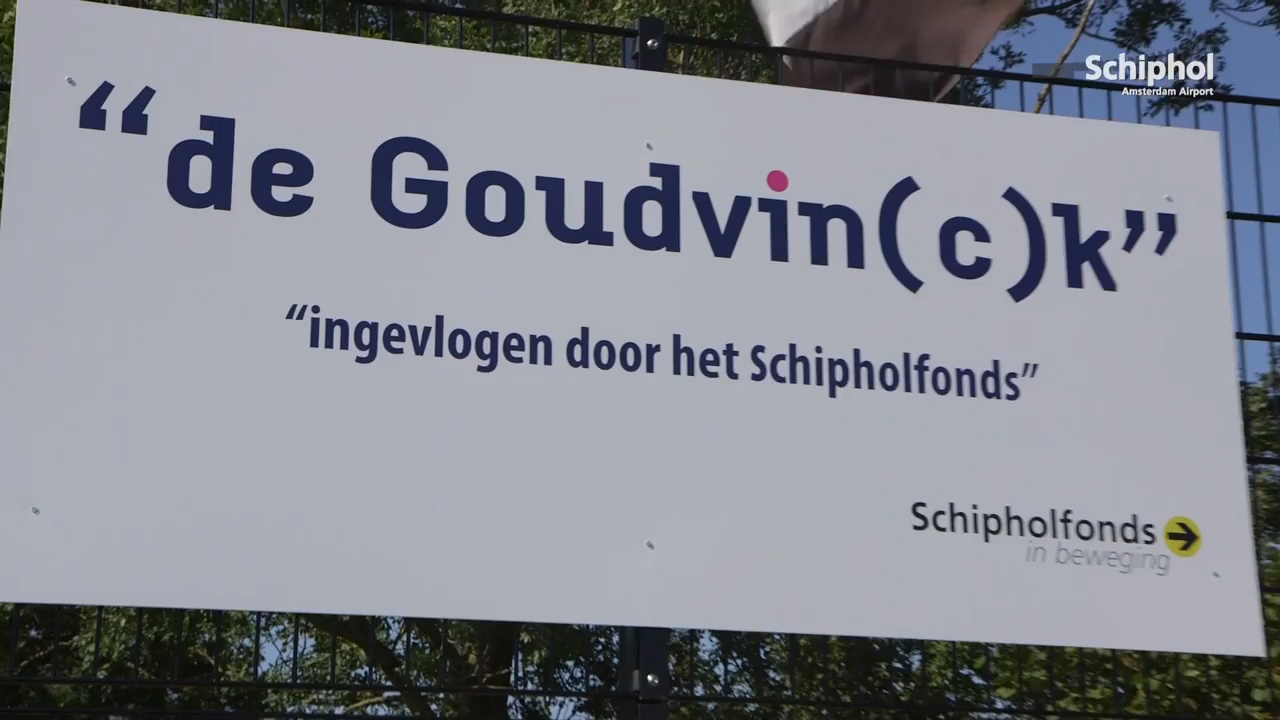 Schiphol
Amsterdam Airport
“de Goudvin(c)k”
“ingevlogen door het Schipholfonds”
Schipholfonds
in beweging